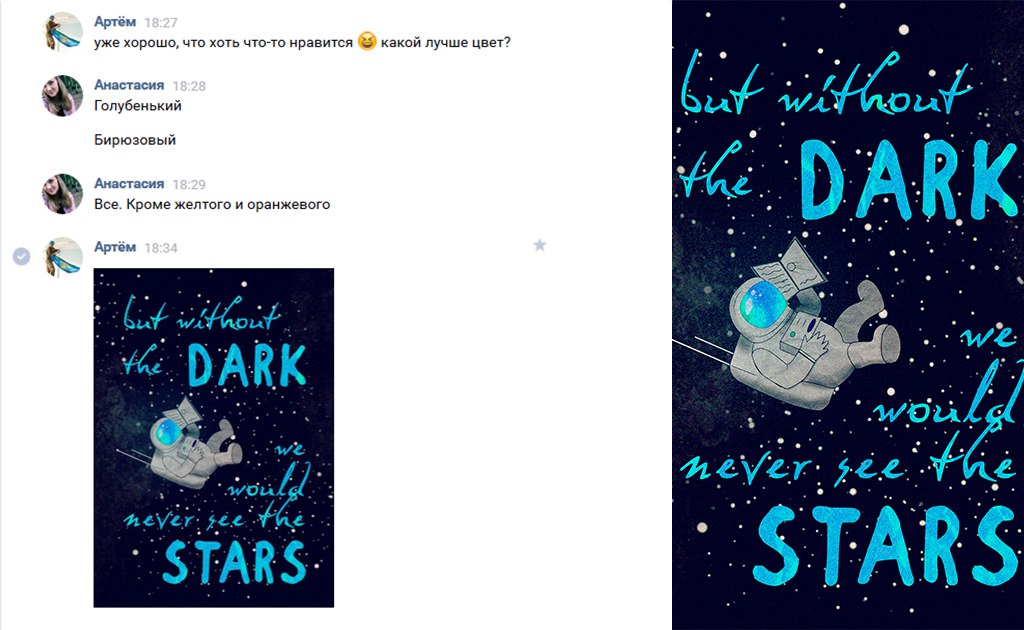 Артём 18:27
уже хорошо, что хоть что-то нравится 😆 какой лучше цвет?
Анастасия 18:28
Голубенький
Бирюзовый
Анастасия 18:29
Все. Кроме желтого и оранжевого
Артём 18:34
but without
the DARK
we
would
never see the
STARS
but without
the DARK
we
would
never see the
STARS